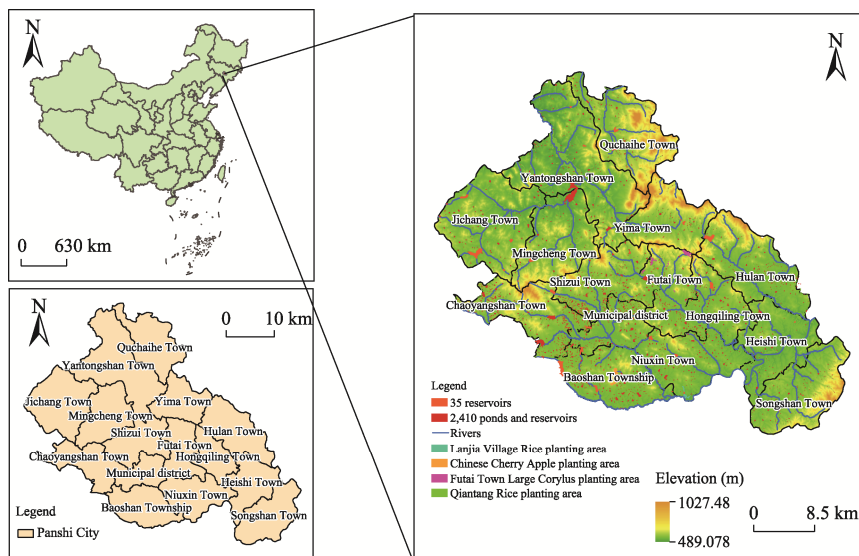 N
0 630 km
N
0 10 km
Quchaihe Town
Yantongshan Town
Jichang Town
Yima Town
Mingcheng Town
Shizui Town
Hulan Town
Futai Town
Chaoyangshan Town
Hongqiling Town
Municipal district
Heishi Town
Niuxin Town
Baoshan Township
Songshan Town
Legend
Panshi City
N
Quchaihe Town
Yantongshan Town
Jichang Town
Yima Town
Mingcheng Town
Shizui Town
Futai Town
Hulan Town
Chaoyangshan Town
Municipal district
Hongqiling Town
Heishi Town
Niuxin Town
Baoshan Township
Songshan Town
Legend
35 reservoirs
2,410 ponds and reservoirs
Rivers
Lanjia Village Rice planting area
Chinese Cherry Apple planting area
Futai Town Large Corylus planting area
Qiantang Rice planting area
Elevation (m)
1027.48
489.078
0 8.5 km